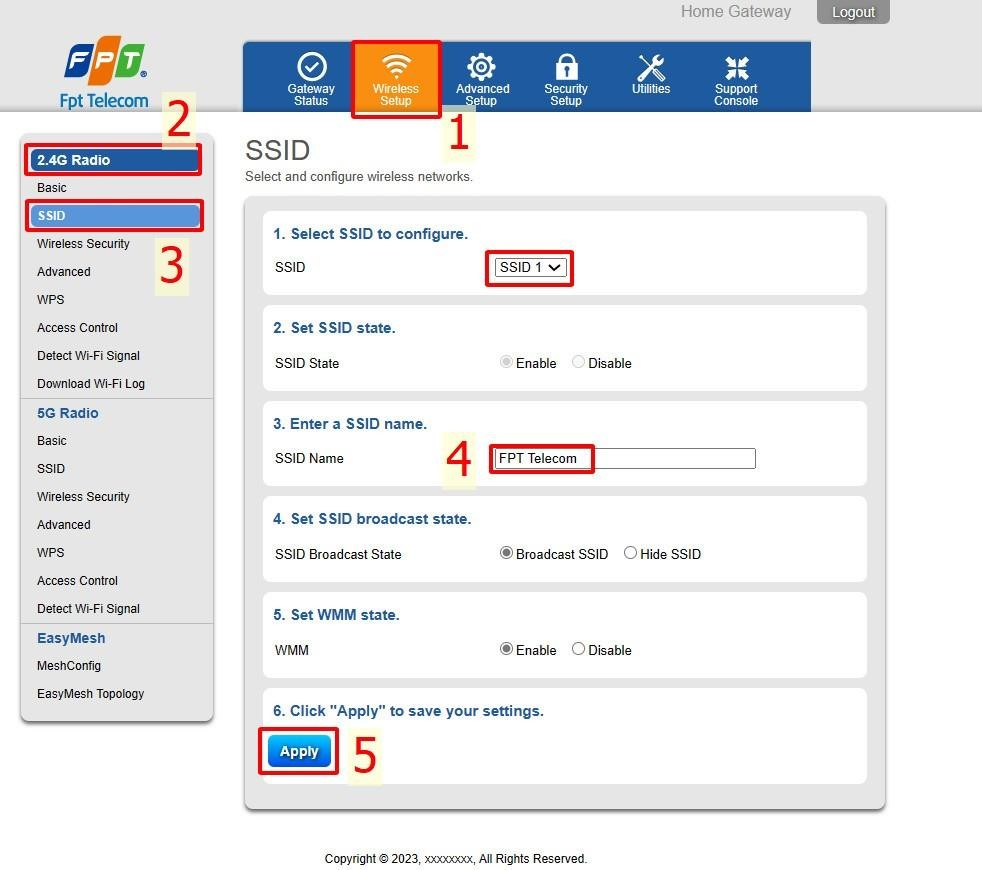 Home Gateway
Logout
FPT
Fpt Telecom
Gateway Status
Wireless Setup
Advanced Setup
Security Setup
Utilities
Support Console
1
2
2.4G Radio
Basic
SSID
3
Wireless Security
Advanced
WPS
Access Control
Detect Wi-Fi Signal
Download Wi-Fi Log
5G Radio
Basic
SSID
Wireless Security
Advanced
WPS
Access Control
Detect Wi-Fi Signal
EasyMesh
MeshConfig
EasyMesh Topology
SSID
Select and configure wireless networks.
1. Select SSID to configure.
SSID SSID 1
2. Set SSID state.
SSID State Enable Disable
3. Enter a SSID name.
SSID Name 4 FPT Telecom
4. Set SSID broadcast state.
SSID Broadcast State Broadcast SSID Hide SSID
5. Set WMM state.
WMM Enable Disable
6. Click "Apply" to save your settings.
Apply 5
Copyright © 2023, xxxxxxxx, All Rights Reserved.